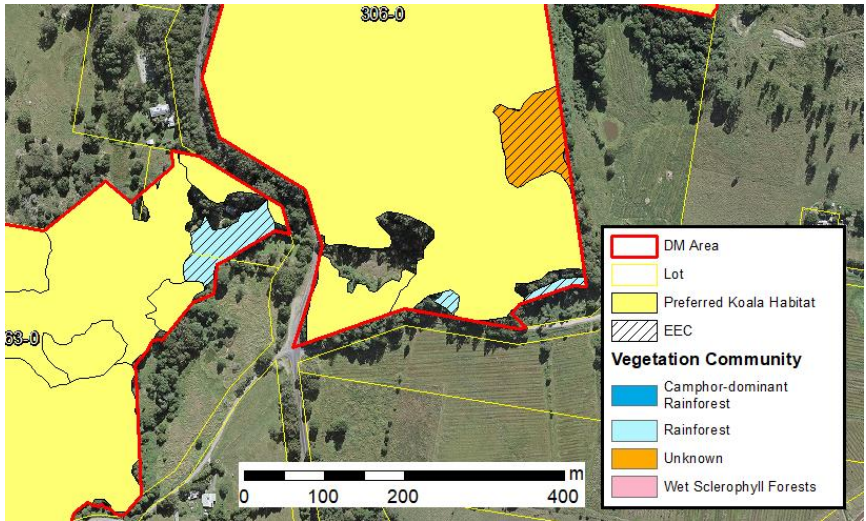 306-0
63-0
DM Area
Lot
Preferred Koala Habitat
EEC
Vegetation Community
Camphor-dominant
Rainforest
Rainforest
Unknown
Wet Sclerophyll Forests
m
0 100 200 400